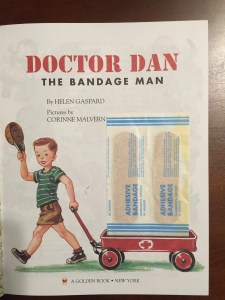 DOCTOR DAN
THE BANDAGE MAN
By HELEN GASPARD
Pictures by
CORINNE MALVERN
ADHESIVE
BANDAGE
ADHESIVE
BANDAGE
A GOLDEN BOOK • NEW YORK